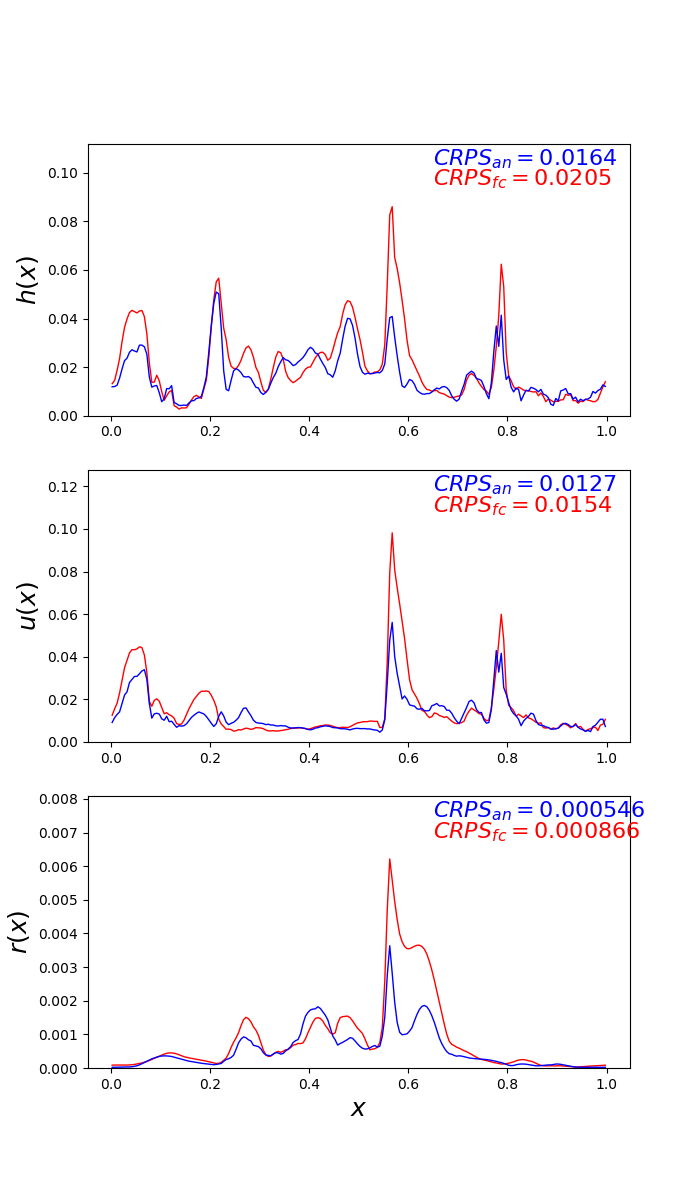 CRPS_an = 0.0164
CRPS_fc = 0.0205
0.10
0.08
0.06
0.04
0.02
0.00
h(x)
0.0 0.2 0.4 0.6 0.8 1.0
CRPS_an = 0.0127
CRPS_fc = 0.0154
0.12
0.10
0.08
0.06
0.04
0.02
0.00
u(x)
0.0 0.2 0.4 0.6 0.8 1.0
CRPS_an = 0.000546
CRPS_fc = 0.000866
0.008
0.007
0.006
0.005
0.004
0.003
0.002
0.001
0.000
r(x)
0.0 0.2 0.4 0.6 0.8 1.0
x